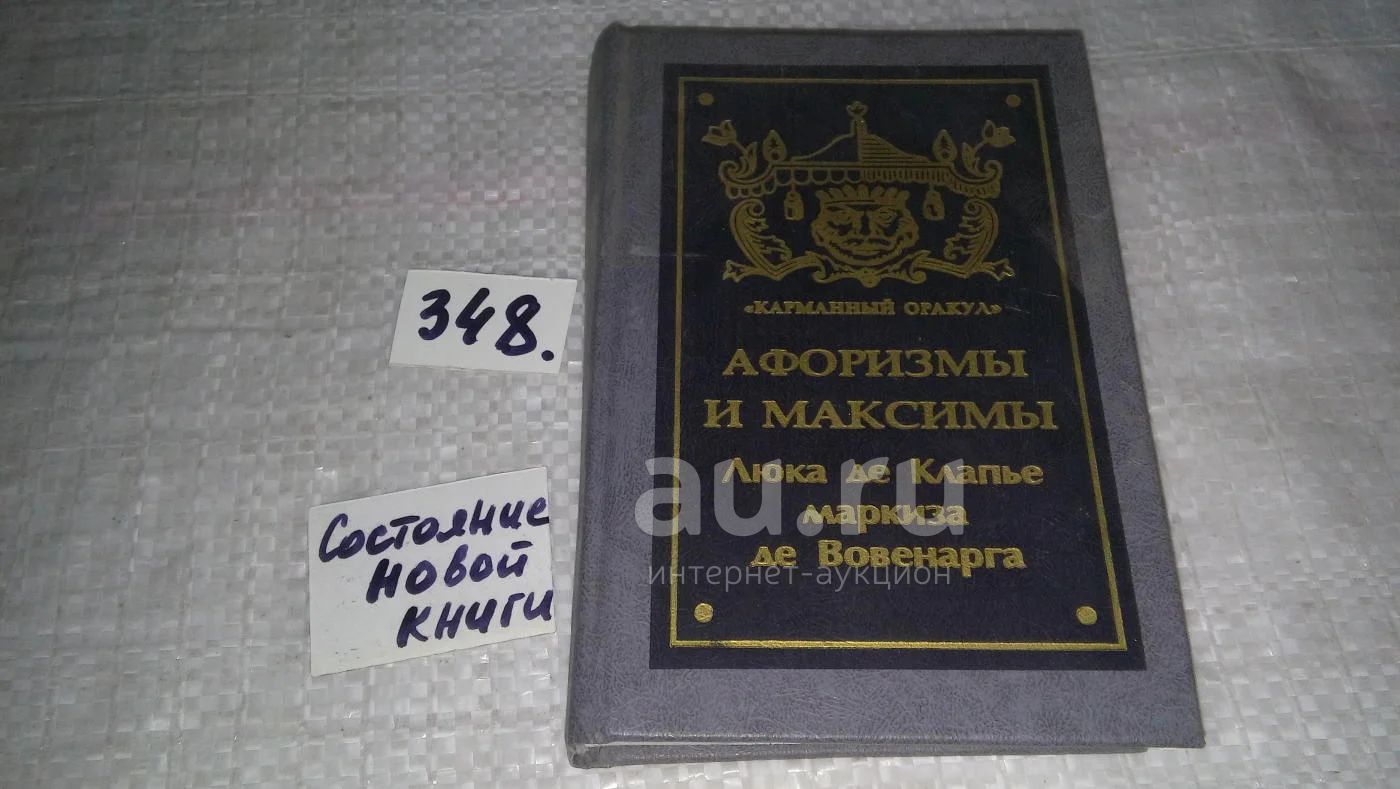 348.
Состояние
новой
книги
«КАРМАННЫЙ ОРАКУЛ»
АФОРИЗМЫ
И МАКСИМЫ
Люка де Клапье
маркиза
де Вовенарга
au.ru
интернет-аукцион